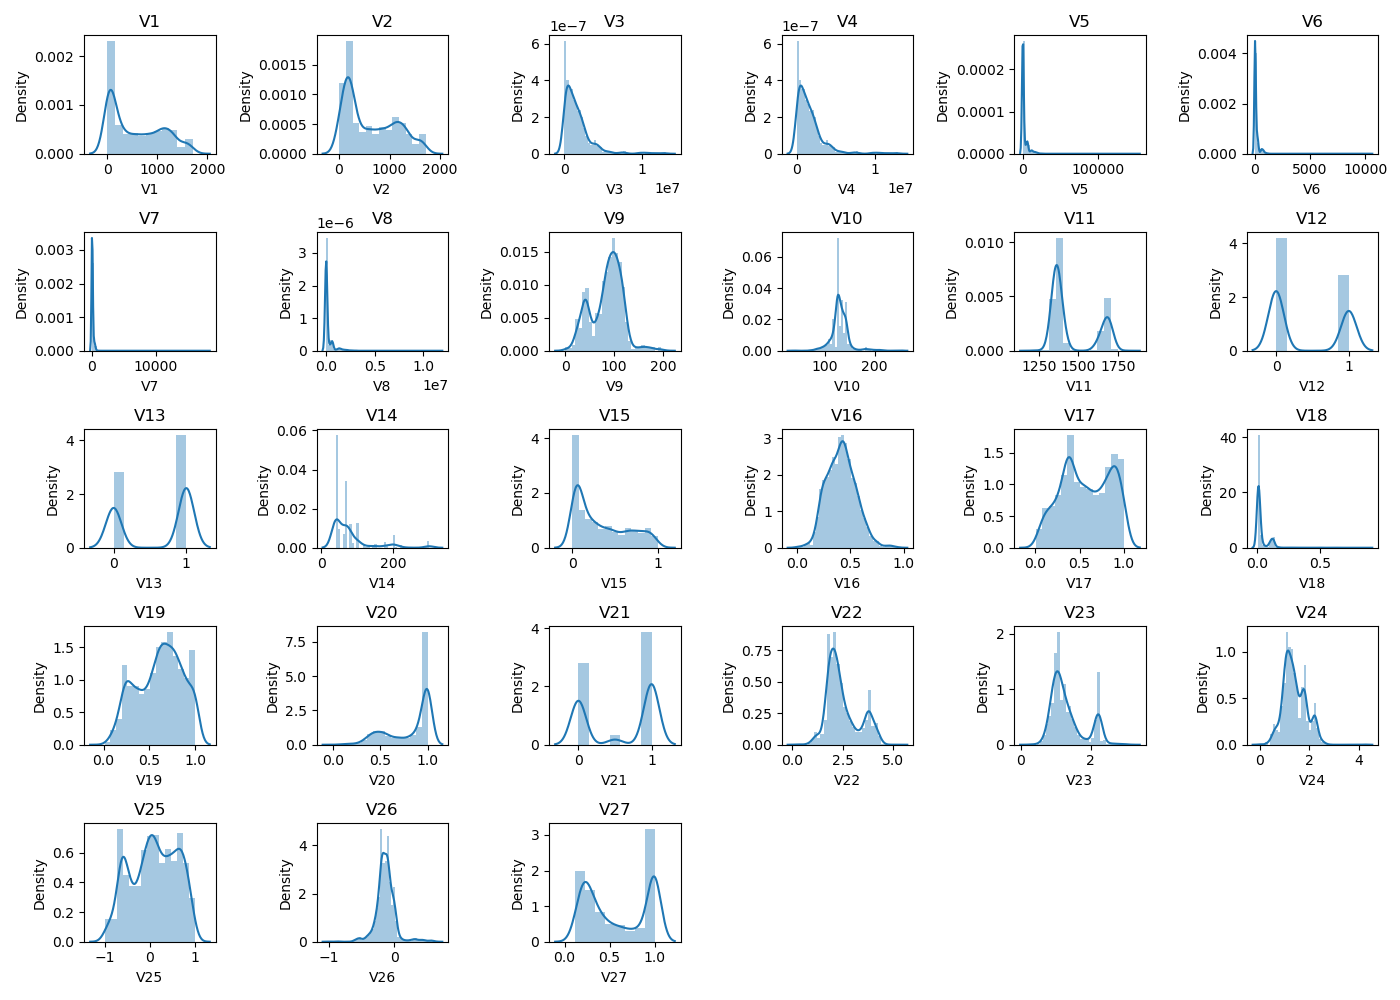 V1 V2 V3 V4 V5 V6
1e−7 1e−7
0.002 0.001 0.000 Density 0 1000 2000 V1
0.0015 0.0010 0.0005 0.0000 Density 0 1000 2000 V2
6 4 2 0 Density 0 1 1e7 V3
6 4 2 0 Density 0 1 1e7 V4
0.0002 0.0001 0.0000 Density 0 100000 V5
0.004 0.002 0.000 Density 0 5000 10000 V6
V7 V8 V9 V10 V11 V12
1e−6
0.003 0.002 0.001 0.000 Density 0 10000 V7
3 2 1 0 Density 0.0 0.5 1.0 1e7 V8
0.015 0.010 0.005 0.000 Density 0 100 200 V9
0.06 0.04 0.02 0.00 Density 100 200 V10
0.010 0.005 0.000 Density 1250 1500 1750 V11
4 2 0 Density 0 1 V12
V13 V14 V15 V16 V17 V18
4 2 0 Density 0 1 V13
0.06 0.04 0.02 0.00 Density 0 200 V14
4 2 0 Density 0 1 V15
3 2 1 0 Density 0.0 0.5 1.0 V16
1.5 1.0 0.5 0.0 Density 0.0 0.5 1.0 V17
40 20 0 Density 0.0 0.5 V18
V19 V20 V21 V22 V23 V24
1.5 1.0 0.5 0.0 Density 0.0 0.5 1.0 V19
7.5 5.0 2.5 0.0 Density 0.0 0.5 1.0 V20
4 2 0 Density 0 1 V21
0.75 0.50 0.25 0.00 Density 0.0 2.5 5.0 V22
2 1 0 Density 0 2 V23
1.0 0.5 0.0 Density 0 2 4 V24
V25 V26 V27
0.6 0.4 0.2 0.0 Density −1 0 1 V25
4 2 0 Density −1 0 V26
3 2 1 0 Density 0.0 0.5 1.0 V27